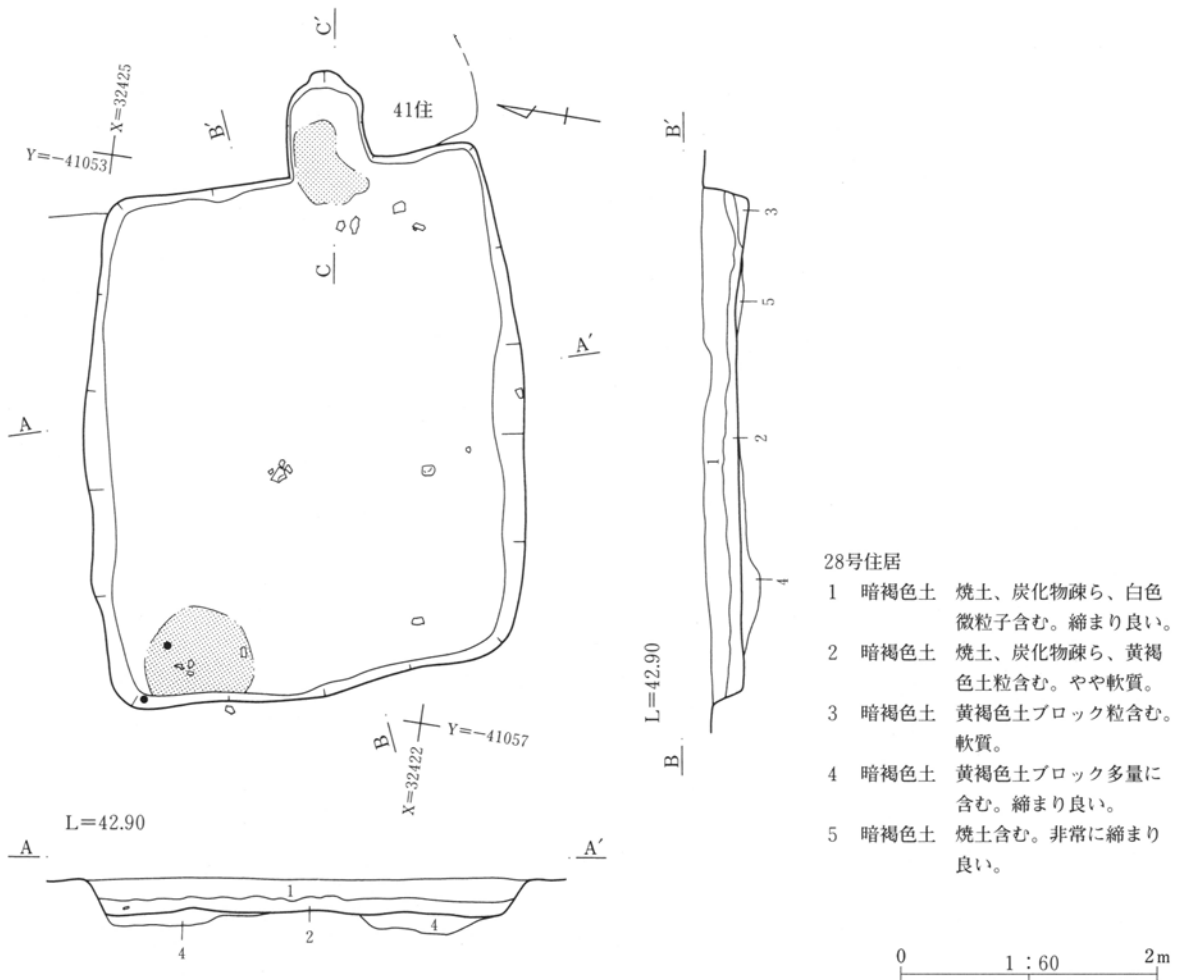 C′
X=32425
Y=−41053
B′
41住
C
A′
A
B
Y=−41057
X=32422
B′
3
5
2
1
4
L=42.90
B
28号住居
1 暗褐色土 焼土、炭化物疎ら、白色
微粒子含む。締まり良い。
2 暗褐色土 焼土、炭化物疎ら、黄褐
色土粒含む。やや軟質。
3 暗褐色土 黄褐色土ブロック粒含む。
軟質。
4 暗褐色土 黄褐色土ブロック多量に
含む。締まり良い。
5 暗褐色土 焼土含む。非常に締まり
良い。
L=42.90
A
A′
1
4
2
4
0 1:60 2m